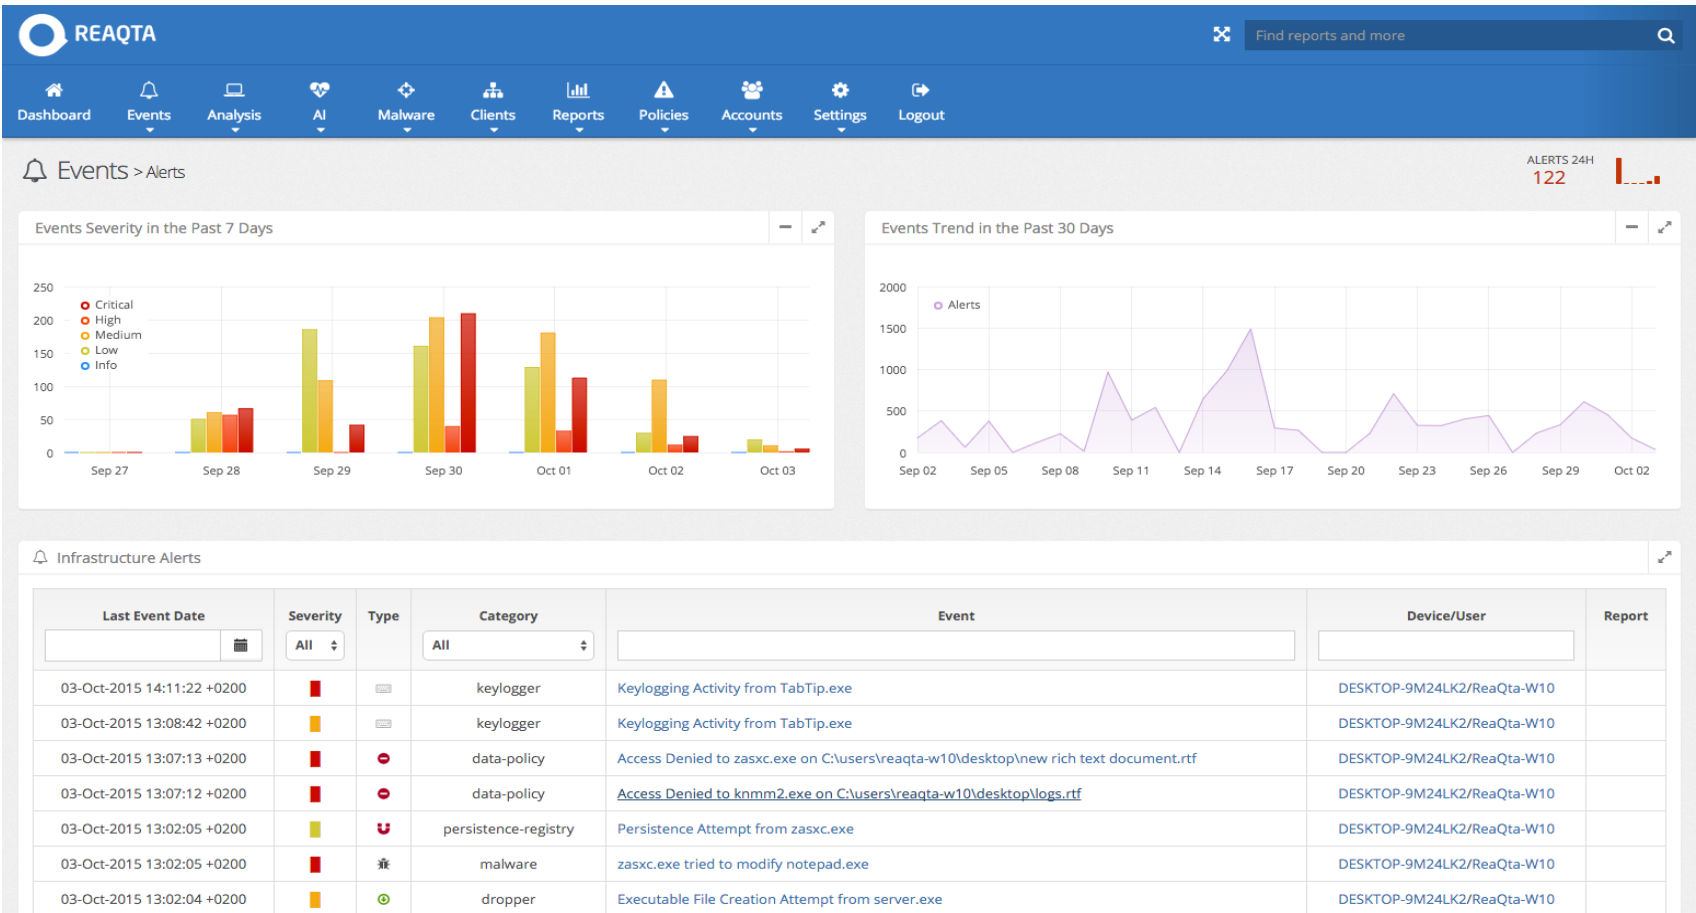 REAQTA
Find reports and more
Dashboard Events Analysis AI Malware Clients Reports Policies Accounts Settings Logout
Events > Alerts
ALERTS 24H
122
Events Severity in the Past 7 Days
Events Trend in the Past 30 Days
250
200
150
100
50
0
Critical
High
Medium
Low
Info
Sep 27 Sep 28 Sep 29 Sep 30 Oct 01 Oct 02 Oct 03
2000
1500
1000
500
0
Alerts
Sep 02 Sep 05 Sep 08 Sep 11 Sep 14 Sep 17 Sep 20 Sep 23 Sep 26 Sep 29 Oct 02
Infrastructure Alerts
Last Event Date Severity Type Category Event Device/User Report
All All
03-Oct-2015 14:11:22 +0200 keylogger Keylogging Activity from TabTip.exe DESKTOP-9M24LK2/ReaQta-W10
03-Oct-2015 13:08:42 +0200 keylogger Keylogging Activity from TabTip.exe DESKTOP-9M24LK2/ReaQta-W10
03-Oct-2015 13:07:13 +0200 data-policy Access Denied to zasxc.exe on C:\users\reaqta-w10\desktop\new rich text document.rtf DESKTOP-9M24LK2/ReaQta-W10
03-Oct-2015 13:07:12 +0200 data-policy Access Denied to knmm2.exe on C:\users\reaqta-w10\desktop\logs.rtf DESKTOP-9M24LK2/ReaQta-W10
03-Oct-2015 13:02:05 +0200 persistence-registry Persistence Attempt from zasxc.exe DESKTOP-9M24LK2/ReaQta-W10
03-Oct-2015 13:02:05 +0200 malware zasxc.exe tried to modify notepad.exe DESKTOP-9M24LK2/ReaQta-W10
03-Oct-2015 13:02:04 +0200 dropper Executable File Creation Attempt from server.exe DESKTOP-9M24LK2/ReaQta-W10